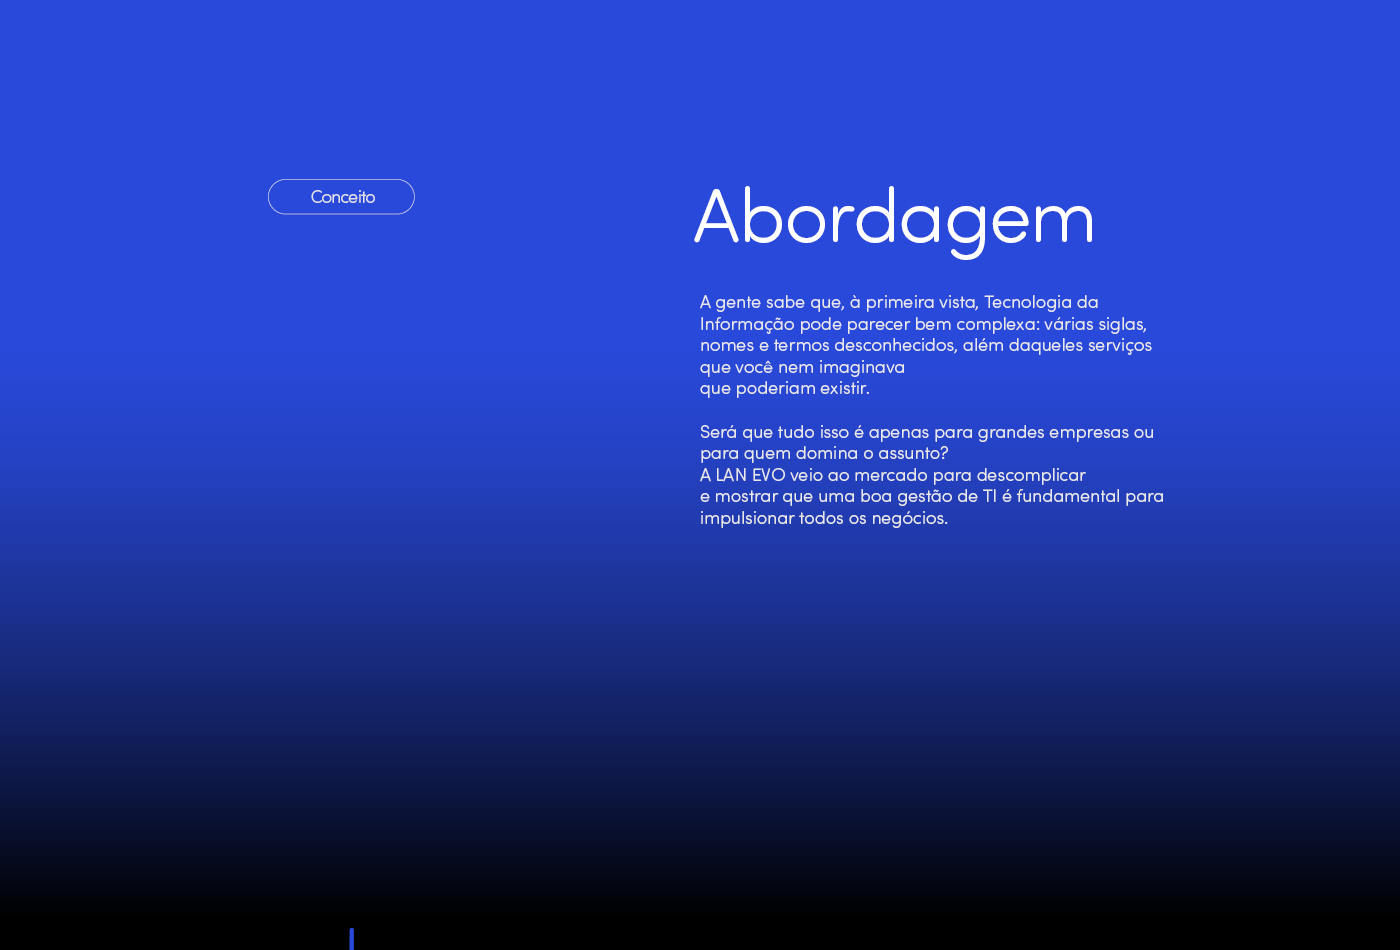 Conceito
Abordagem
A gente sabe que, à primeira vista, Tecnologia da
Informação pode parecer bem complexa: várias siglas,
nomes e termos desconhecidos, além daqueles serviços
que você nem imaginava
que poderiam existir.
Será que tudo isso é apenas para grandes empresas ou
para quem domina o assunto?
A LAN EVO veio ao mercado para descomplicar
e mostrar que uma boa gestão de TI é fundamental para
impulsionar todos os negócios.